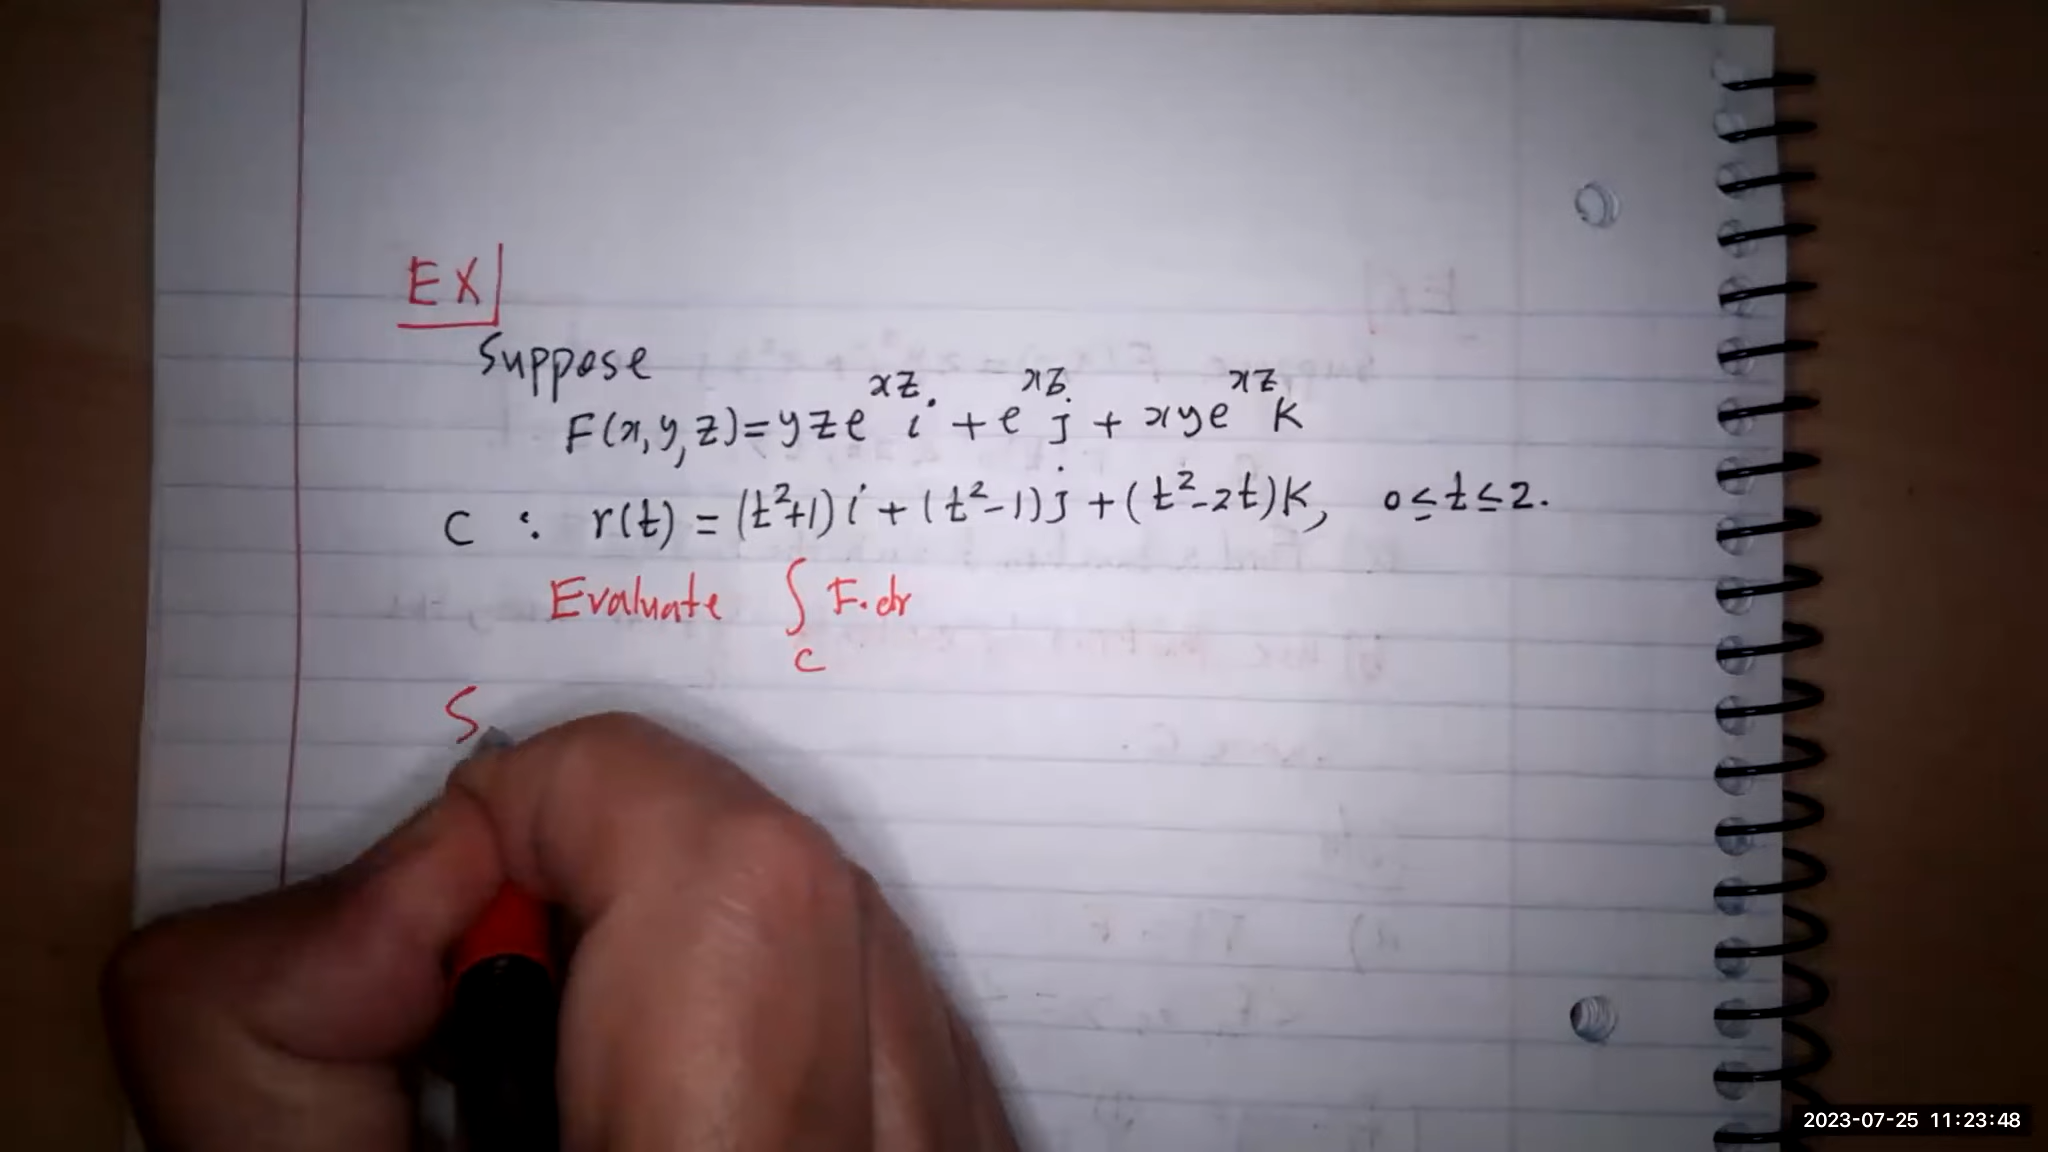 EX
Suppose
F(x,y,z)=yze^{xz}i+e^{xz}j+xye^{xz}k
C : r(t)=(t²+1)i+(t²-1)j+(t²-2t)k, 0≤t≤2.
Evaluate ∫_C F.dr
S
2023-07-25 11:23:48